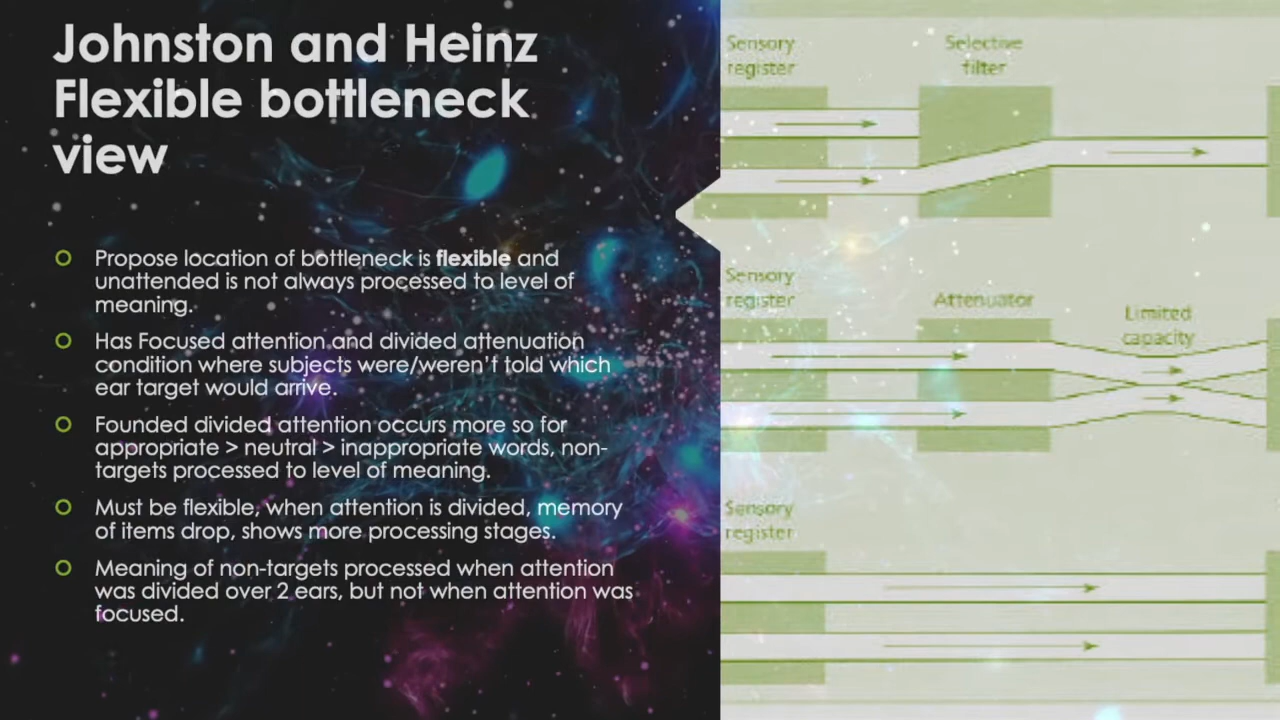 Johnston and Heinz
Flexible bottleneck
view
Propose location of bottleneck is flexible and
unattended is not always processed to level of
meaning.
Has Focused attention and divided attenuation
condition where subjects were/weren't told which
ear target would arrive.
Founded divided attention occurs more so for
appropriate > neutral > inappropriate words, non-
targets processed to level of meaning.
Must be flexible, when attention is divided, memory
of items drop, shows more processing stages.
Meaning of non-targets processed when attention
was divided over 2 ears, but not when attention was
focused.
Sensory
register
Selective
filter
Sensory
register
Attenuator
Limited
capacity
Sensory
register